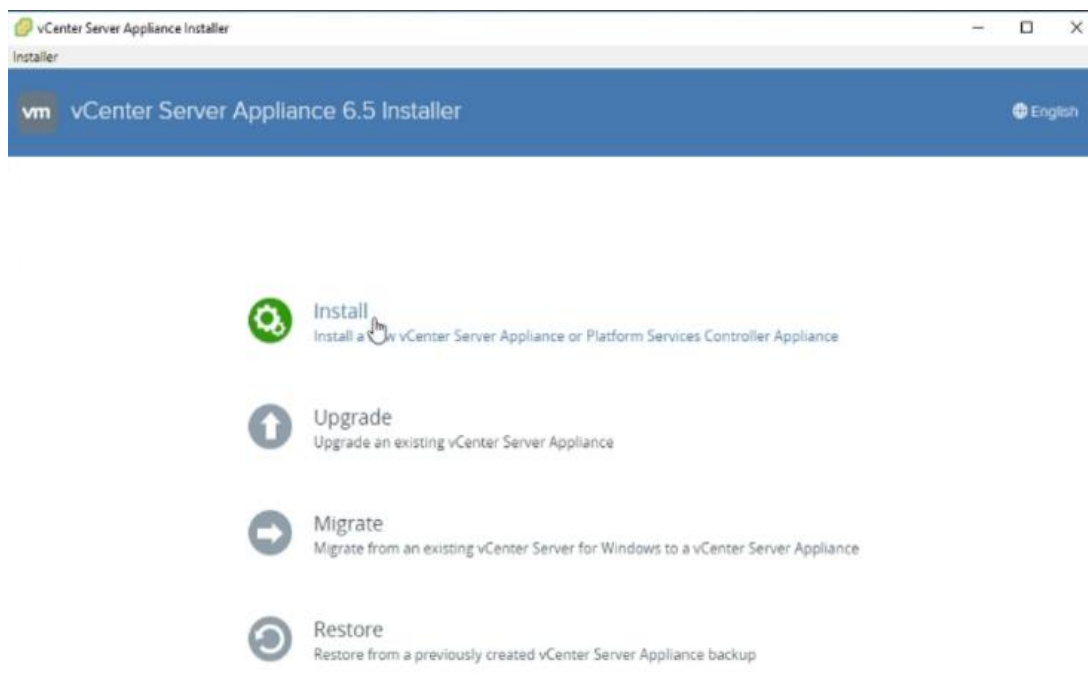 vCenter Server Appliance Installer
Installer
vm vCenter Server Appliance 6.5 Installer
English
Install
Install a vCenter Server Appliance or Platform Services Controller Appliance
Upgrade
Upgrade an existing vCenter Server Appliance
Migrate
Migrate from an existing vCenter Server for Windows to a vCenter Server Appliance
Restore
Restore from a previously created vCenter Server Appliance backup